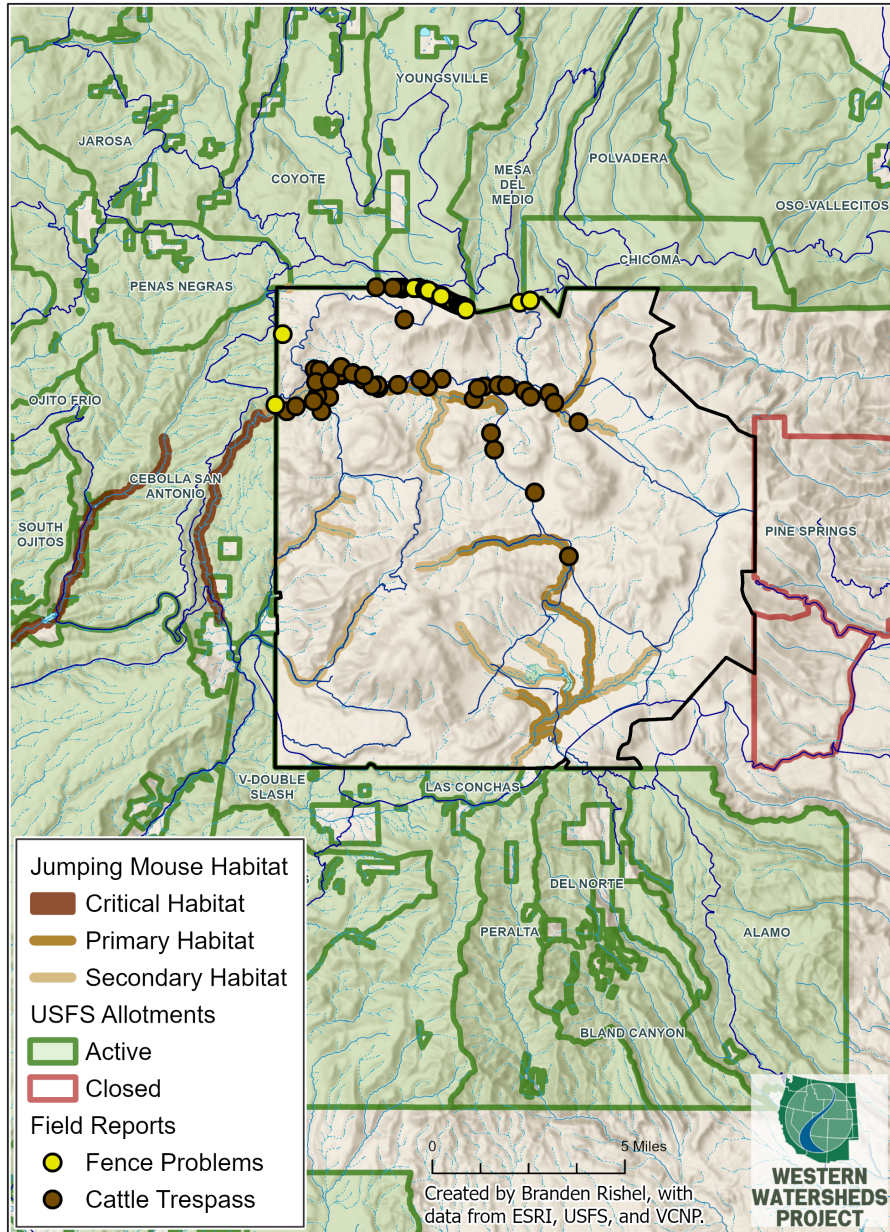 YOUNGSVILLE
JAROSA
COYOTE
MESA
DEL
MEDIO
POLVADERA
OSO-VALLECITOS
CHICOMA
PENAS NEGRAS
OJITO FRIO
CEBOLLA SAN
ANTONIO
SOUTH
OJITOS
PINE SPRINGS
V-DOUBLE
SLASH
LAS CONCHAS
DEL NORTE
PERALTA
ALAMO
BLAND CANYON
Jumping Mouse Habitat
Critical Habitat
Primary Habitat
Secondary Habitat
USFS Allotments
Active
Closed
Field Reports
Fence Problems
Cattle Trespass
0 5 Miles
Created by Branden Rishel, with
data from ESRI, USFS, and VCNP.
WESTERN
WATERSHEDS
PROJECT